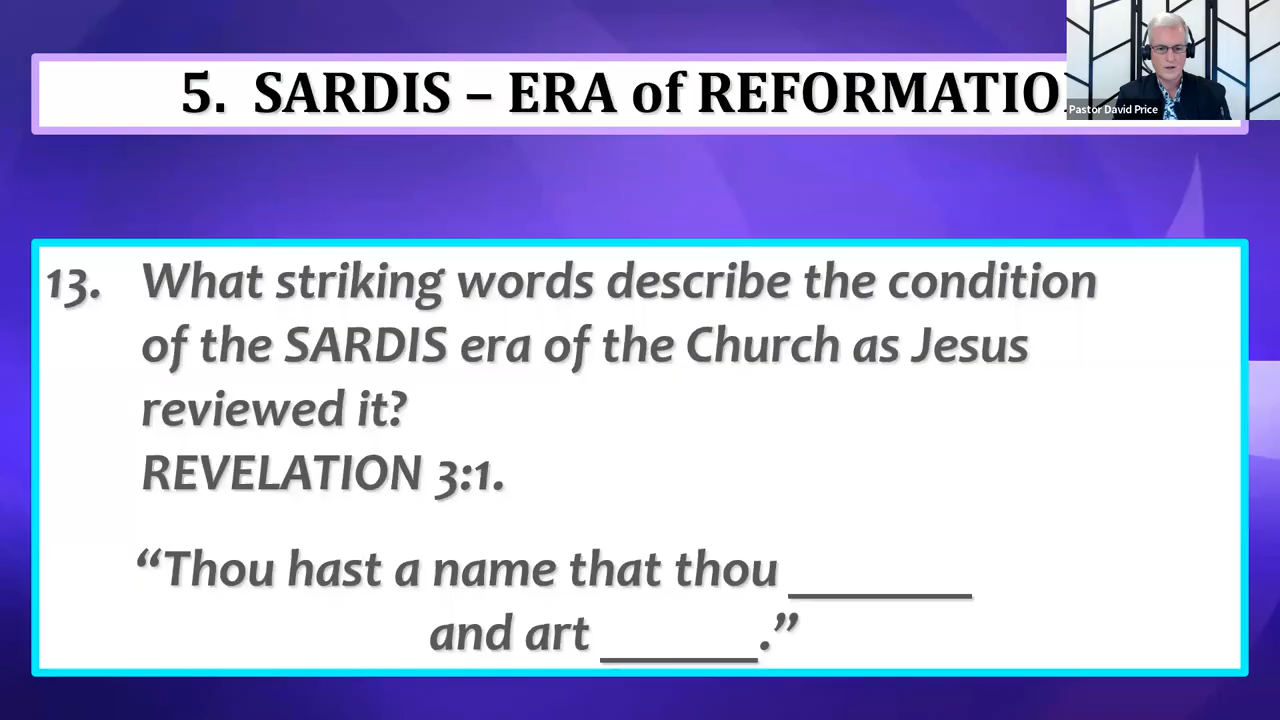 5. SARDIS – ERA of REFORMATIO
Pastor David Price
13. What striking words describe the condition
of the SARDIS era of the Church as Jesus
reviewed it?
REVELATION 3:1.
“Thou hast a name that thou _______
and art ______.”